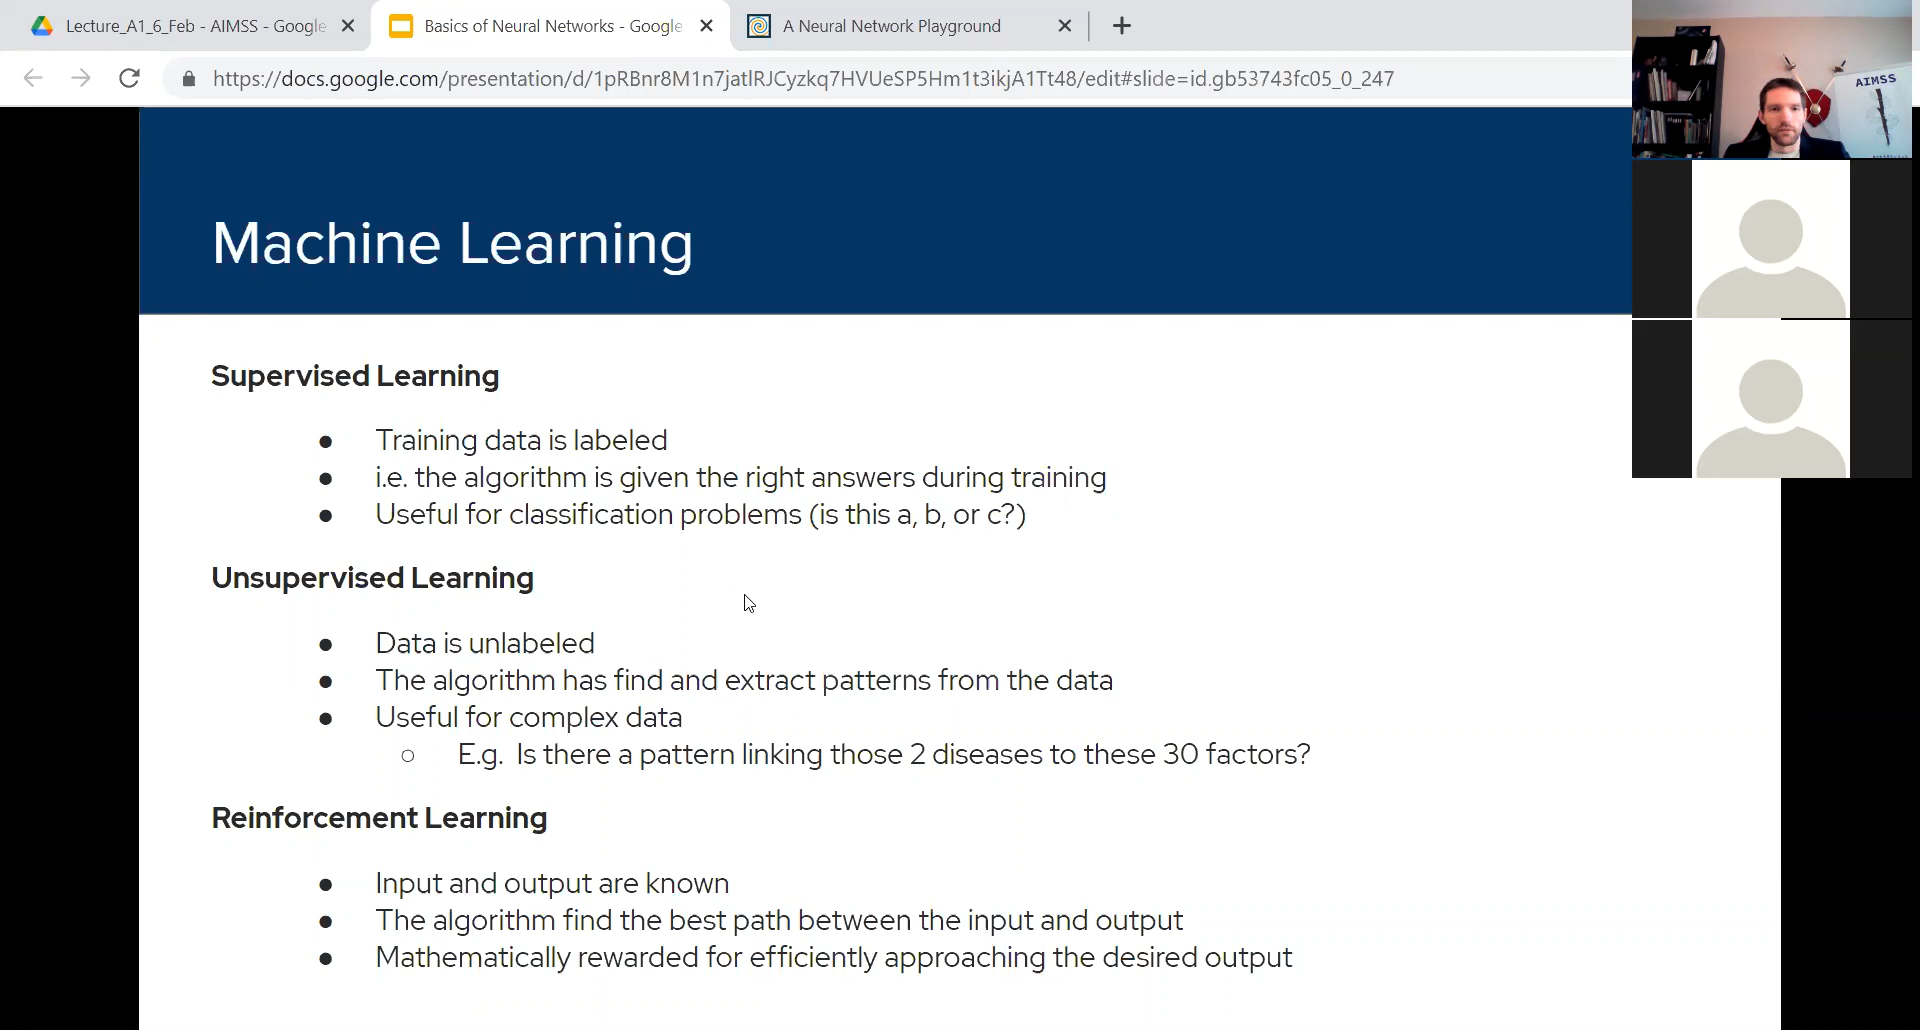 Lecture_A1_6_Feb - AIMSS - Google
Basics of Neural Networks - Google
A Neural Network Playground
https://docs.google.com/presentation/d/1pRBnr8M1n7jatlRJCyzkq7HVUeSP5Hm1t3ikjA1Tt48/edit#slide=id.gb53743fc05_0_247
AIMSS
Machine Learning
Supervised Learning
● Training data is labeled
● i.e. the algorithm is given the right answers during training
● Useful for classification problems (is this a, b, or c?)
Unsupervised Learning
● Data is unlabeled
● The algorithm has find and extract patterns from the data
● Useful for complex data
○ E.g. Is there a pattern linking those 2 diseases to these 30 factors?
Reinforcement Learning
● Input and output are known
● The algorithm find the best path between the input and output
● Mathematically rewarded for efficiently approaching the desired output